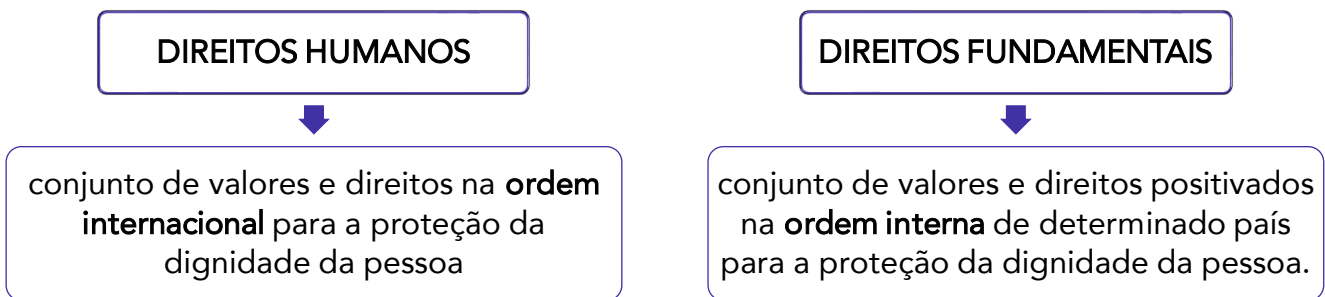 DIREITOS HUMANOS
conjunto de valores e direitos na ordem
internacional para a proteção da
dignidade da pessoa
DIREITOS FUNDAMENTAIS
conjunto de valores e direitos positivados
na ordem interna de determinado país
para a proteção da dignidade da pessoa.